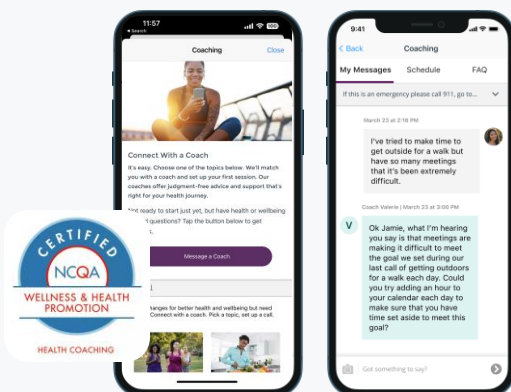 11:57
Search
100
Coaching
Close
Connect With a Coach
It's easy. Choose one of the topics below. We'll match
you with a coach and set up your first session. Our
coaches offer judgment-free advice and support that's
right for your health journey.
Not ready to start just yet, but have health or wellbeing
questions? Tap the button below to get
Message a Coach
changes for better health and wellbeing but need
Connect with a coach. Pick a topic, set up a call.
CERTIFIED
NCQA
WELLNESS & HEALTH
PROMOTION
HEALTH COACHING
9:41
Back
Coaching
My Messages
Schedule
FAQ
If this is an emergency please call 911, go to...
March 23 at 2:16 PM
I've tried to make time to
get outside for a walk but
have so many meetings
that it's been extremely
difficult.
Coach Valerie | March 23 at 3:00 PM
V
Ok Jamie, what I'm hearing
you say is that meetings are
making it difficult to meet
the goal we set during our
last call of getting outdoors
for a walk each day. Could
you try adding an hour to
your calendar each day to
make sure that you have
time set aside to meet this
goal?
Got something to say?